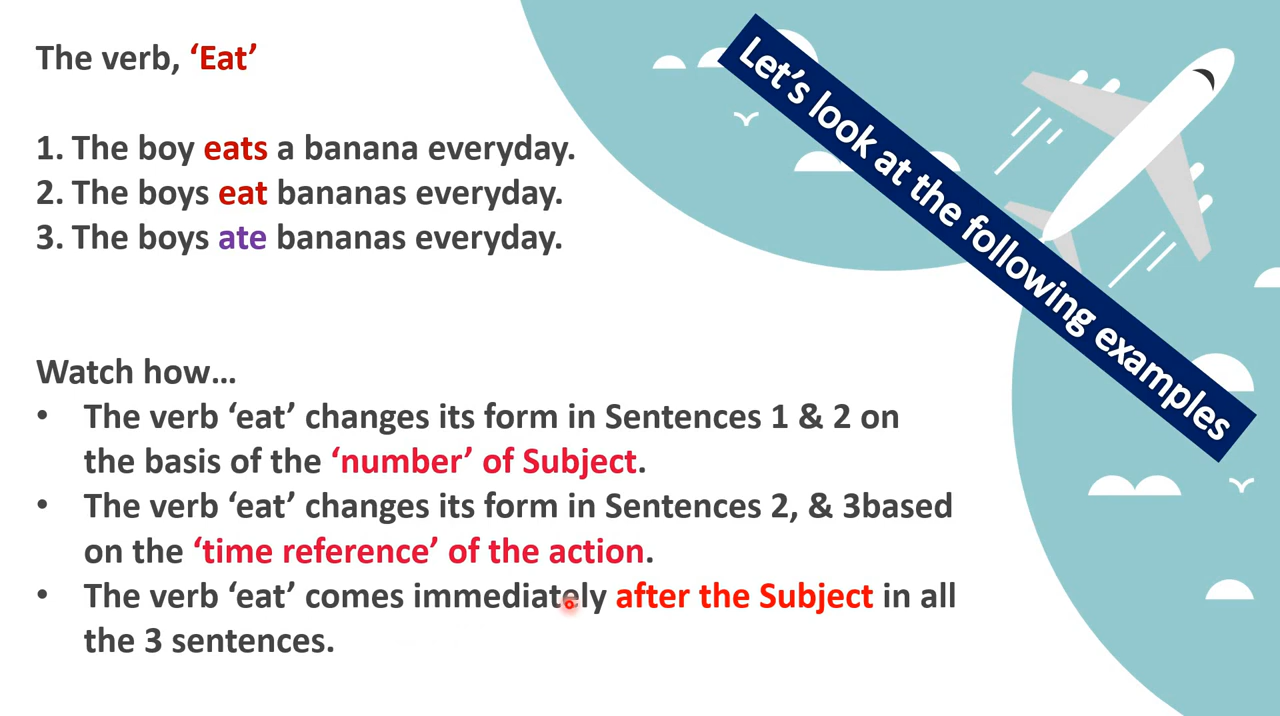 The verb, ‘Eat’
1. The boy eats a banana everyday.
2. The boys eat bananas everyday.
3. The boys ate bananas everyday.
Let’s look at the following examples
Watch how…
• The verb ‘eat’ changes its form in Sentences 1 & 2 on
the basis of the ‘number’ of Subject.
• The verb ‘eat’ changes its form in Sentences 2, & 3based
on the ‘time reference’ of the action.
• The verb ‘eat’ comes immediately after the Subject in all
the 3 sentences.